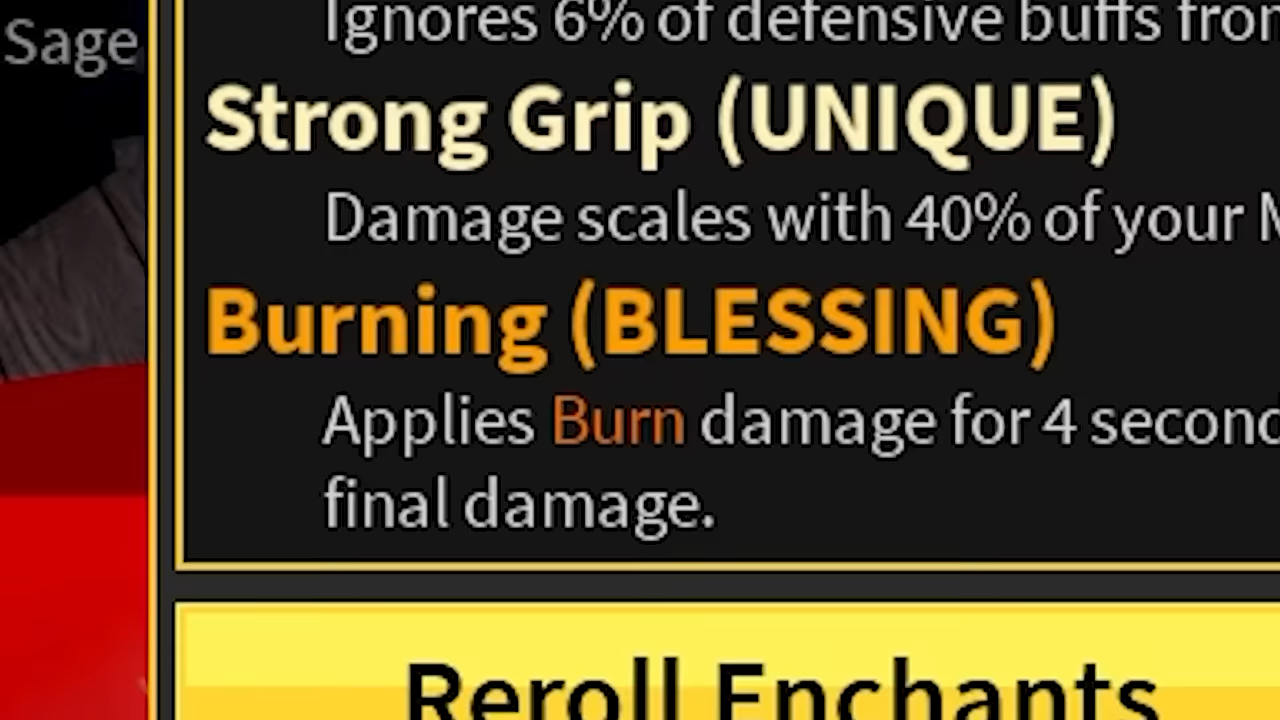 Sage
Ignores 6% of defensive buffs from
Strong Grip (UNIQUE)
Damage scales with 40% of your
Burning (BLESSING)
Applies Burn damage for 4
final damage.
Reroll Enchants